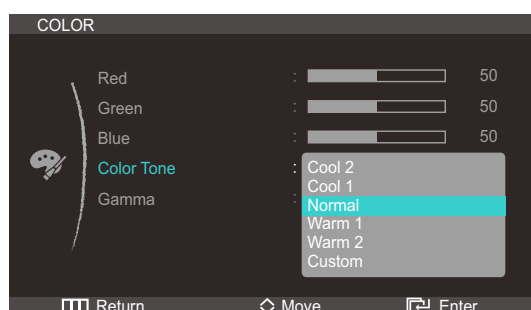 COLOR
Red : 50
Green : 50
Blue : 50
Color Tone : Cool 2
Cool 1
Gamma : Normal
Warm 1
Warm 2
Custom
Return Move Enter